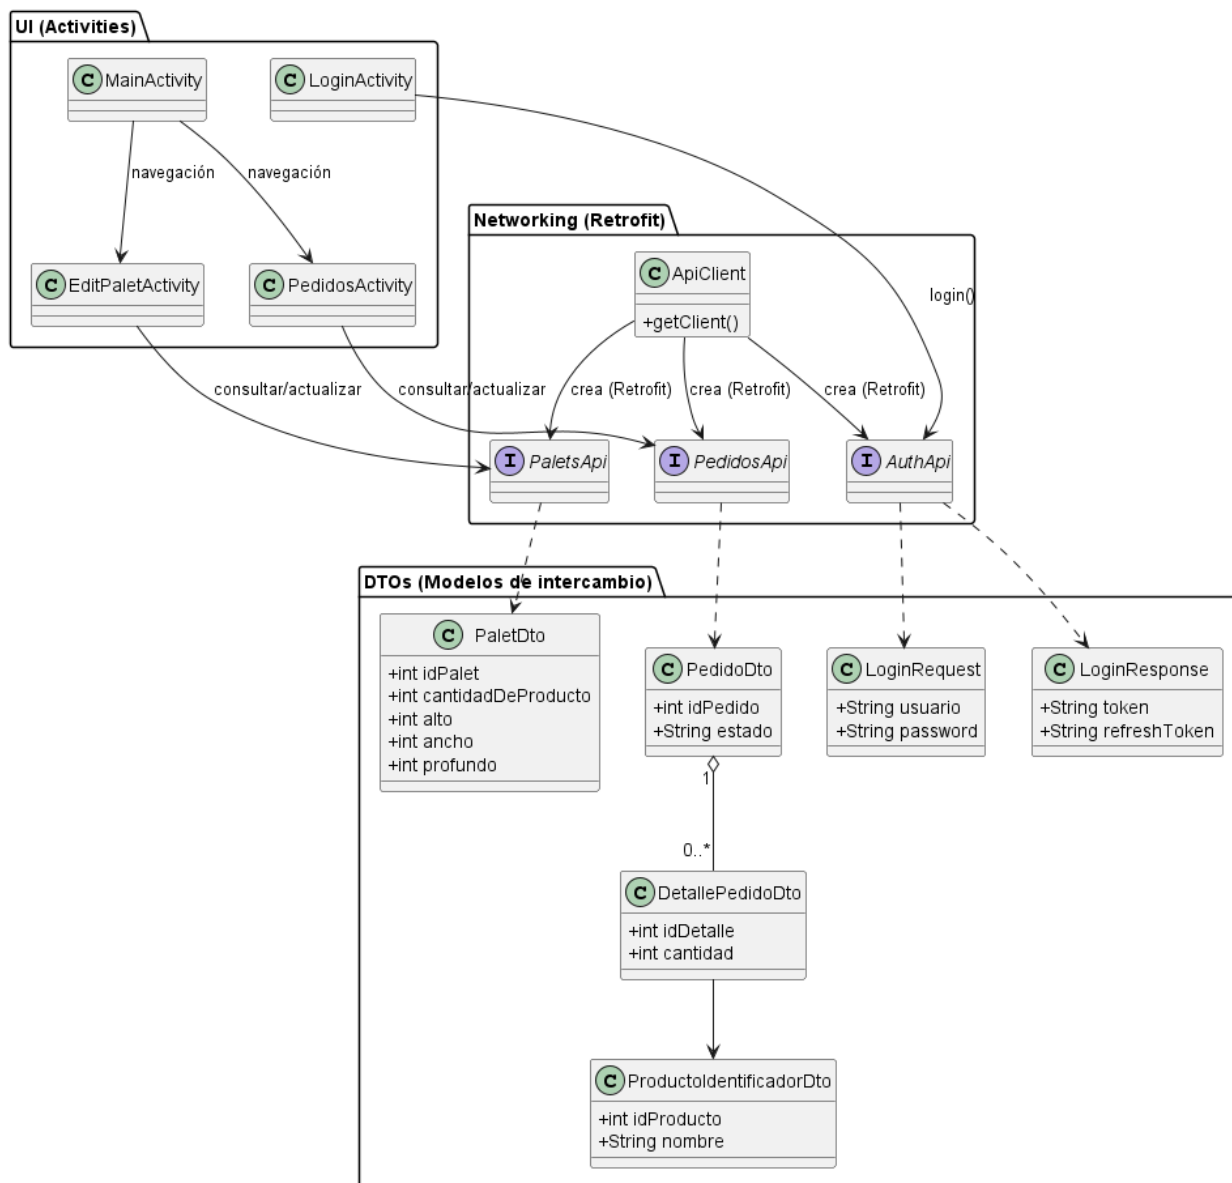 UI (Activities)
C MainActivity
C LoginActivity
navegación
navegación
C EditPaletActivity
C PedidosActivity
Networking (Retrofit)
C ApiClient
+getClient()
login()
consultar/actualizar
consultar/actualizar
crea (Retrofit)
crea (Retrofit)
crea (Retrofit)
I PaletsApi
I PedidosApi
I AuthApi
DTOs (Modelos de intercambio)
C PaletDto
+int idPalet
+int cantidadDeProducto
+int alto
+int ancho
+int profundo
C PedidoDto
+int idPedido
+String estado
C LoginRequest
+String usuario
+String password
C LoginResponse
+String token
+String refreshToken
1
0..*
C DetallePedidoDto
+int idDetalle
+int cantidad
C ProductoIdentificadorDto
+int idProducto
+String nombre